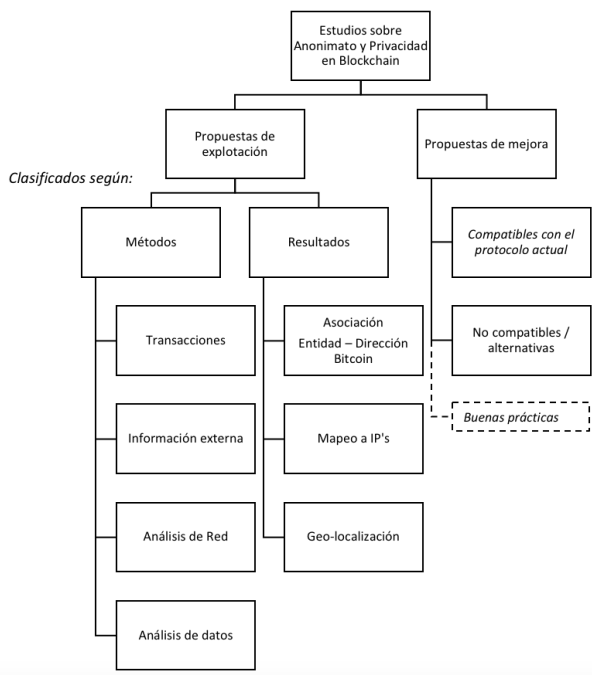 Estudios sobre
Anonimato y Privacidad
en Blockchain
Propuestas de
explotación
Propuestas de mejora
Clasificados según:
Métodos
Resultados
Compatibles con el
protocolo actual
Transacciones
Asociación
Entidad – Dirección
Bitcoin
No compatibles /
alternativas
Buenas prácticas
Información externa
Mapeo a IP's
Análisis de Red
Geo-localización
Análisis de datos